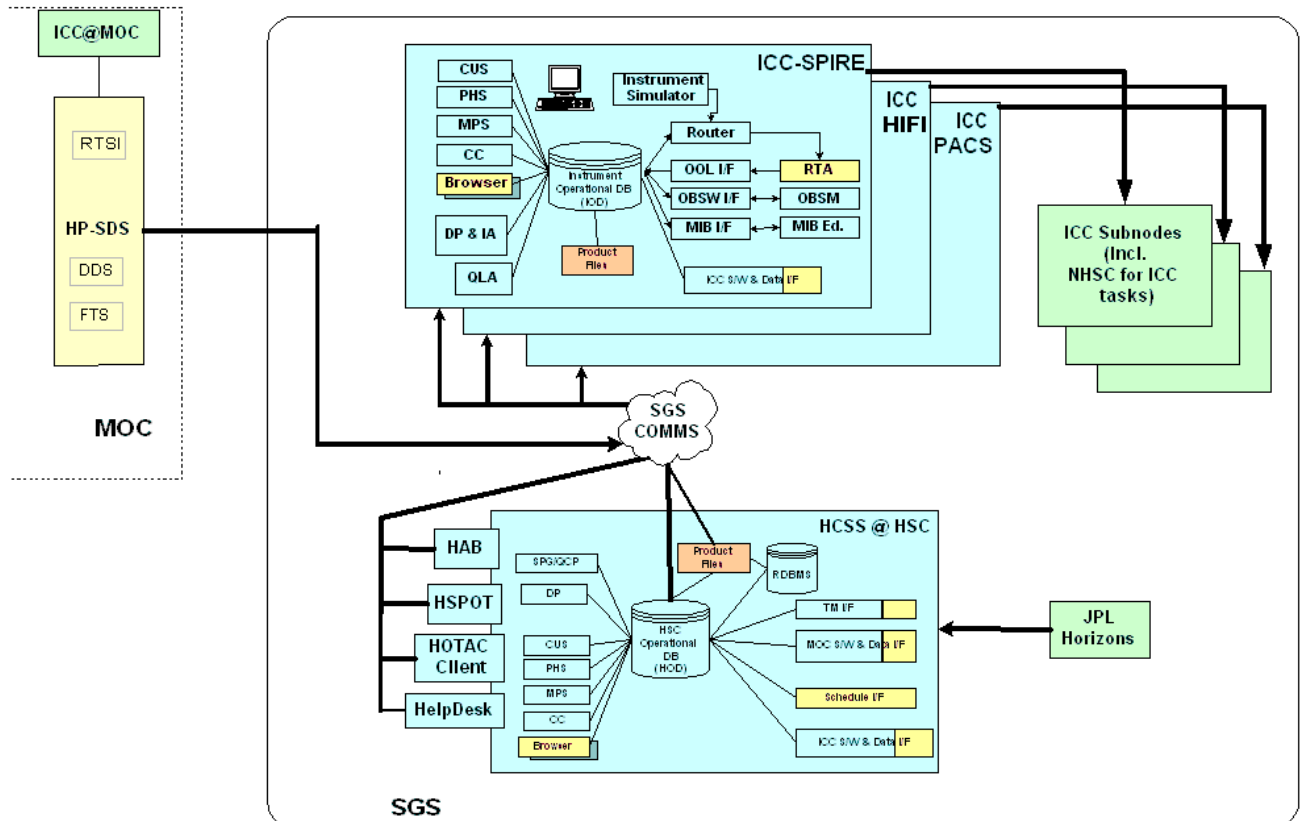 ICC@MOC
RTSI
HP-SDS
DDS
FTS
MOC
ICC-SPIRE
CUS
PHS
MPS
CC
Browser
DP & IA
QLA
Instrument
Simulator
Router
OOL I/F
RTA
OBSW I/F
OBSM
MIB I/F
MIB Ed.
Instrument
Operational DB
(IOD)
Product
Files
ICC S/W & Data I/F
ICC
HIFI
ICC
PACS
ICC Subnodes
(Incl.
NHSC for ICC
tasks)
SGS
COMMS
HAB
HSPOT
HOTAC
Client
HelpDesk
HCSS @ HSC
SPG/QCP
DP
CUS
PHS
MPS
CC
Browser
Product
Files
RDBMS
HSC
Operational
DB
(HOD)
TM I/F
MOC S/W & Data I/F
Schedule I/F
ICC S/W & Data I/F
JPL
Horizons
SGS